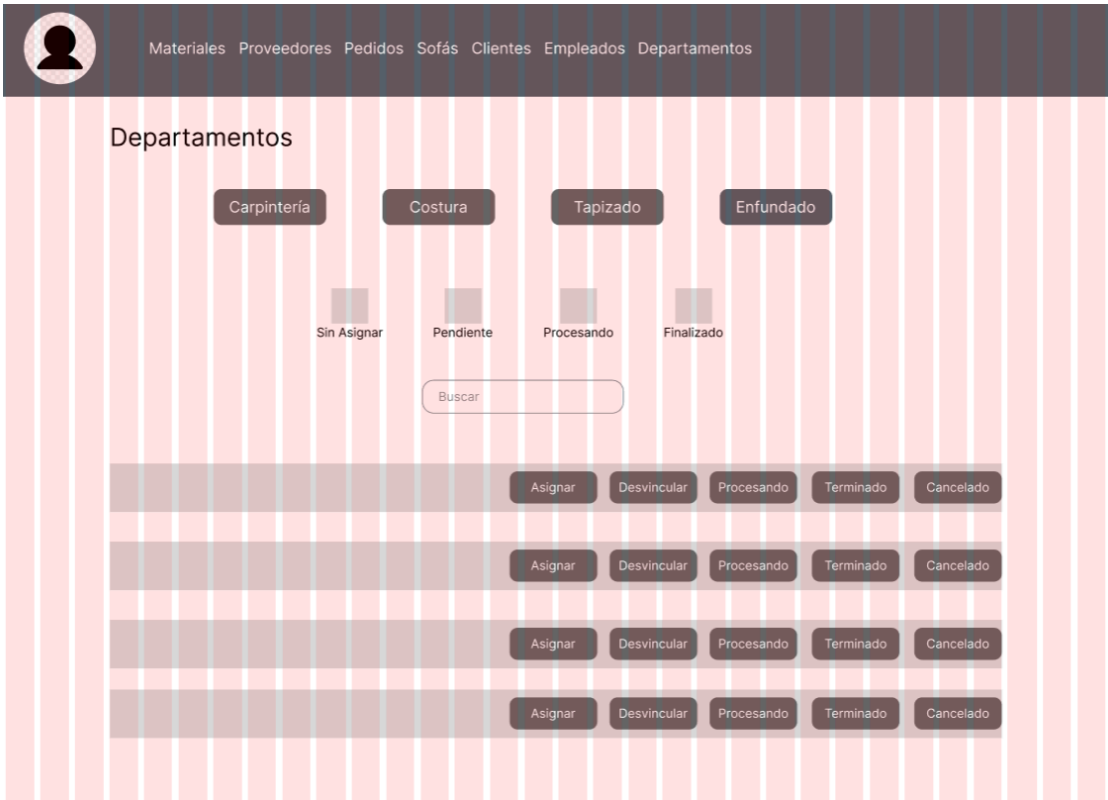 Materiales Proveedores Pedidos Sofás Clientes Empleados Departamentos
Departamentos
Carpintería Costura Tapizado Enfundado
Sin Asignar Pendiente Procesando Finalizado
Buscar
Asignar Desvincular Procesando Terminado Cancelado
Asignar Desvincular Procesando Terminado Cancelado
Asignar Desvincular Procesando Terminado Cancelado
Asignar Desvincular Procesando Terminado Cancelado